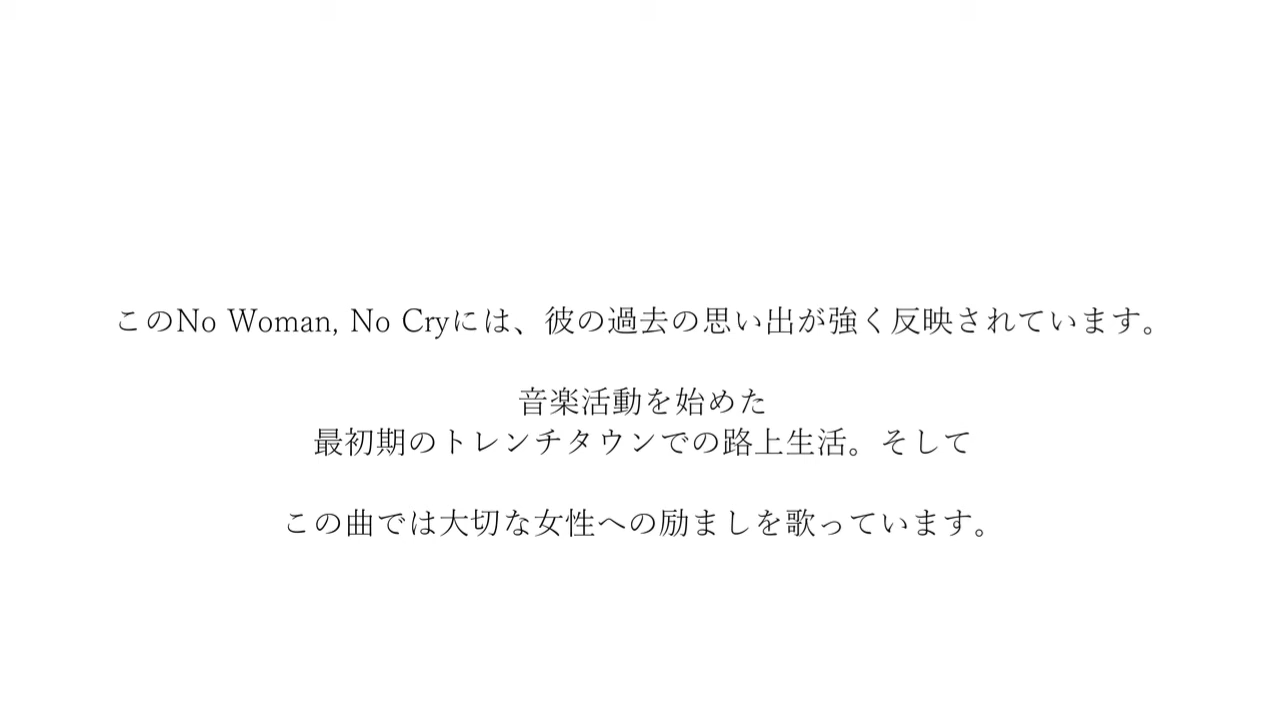 このNo Woman, No Cryには、彼の過去の思い出が強く反映されています。
音楽活動を始めた
最初期のトレンチタウンでの路上生活。そして
この曲では大切な女性への励ましを歌っています。